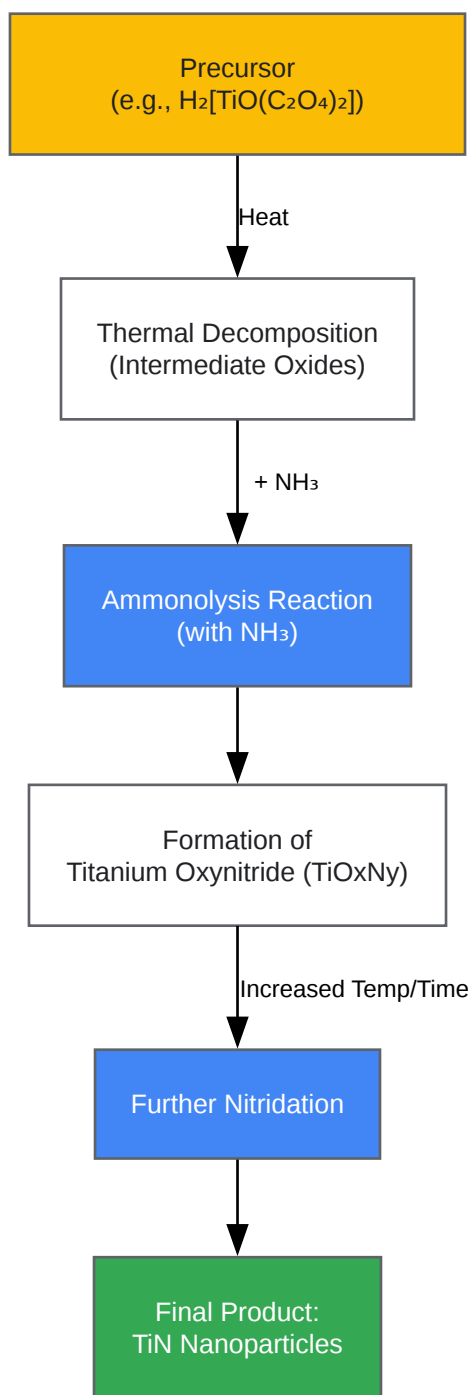 Precursor
(e.g., H₂[TiO(C₂O₄)₂])
Heat
Thermal Decomposition
(Intermediate Oxides)
+ NH₃
Ammonolysis Reaction
(with NH₃)
Formation of
Titanium Oxynitride (TiOxNy)
Increased Temp/Time
Further Nitridation
Final Product:
TiN Nanoparticles